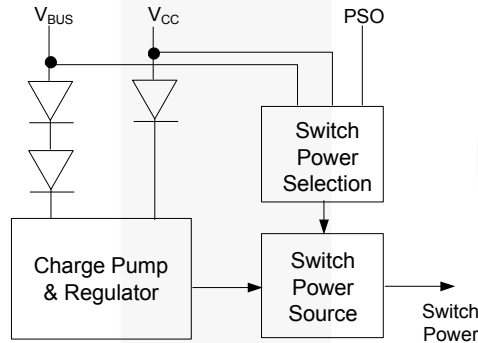 VBUS
VCC
PSO
Switch
Power
Selection
Charge Pump
& Regulator
Switch
Power
Source
Switch
Power